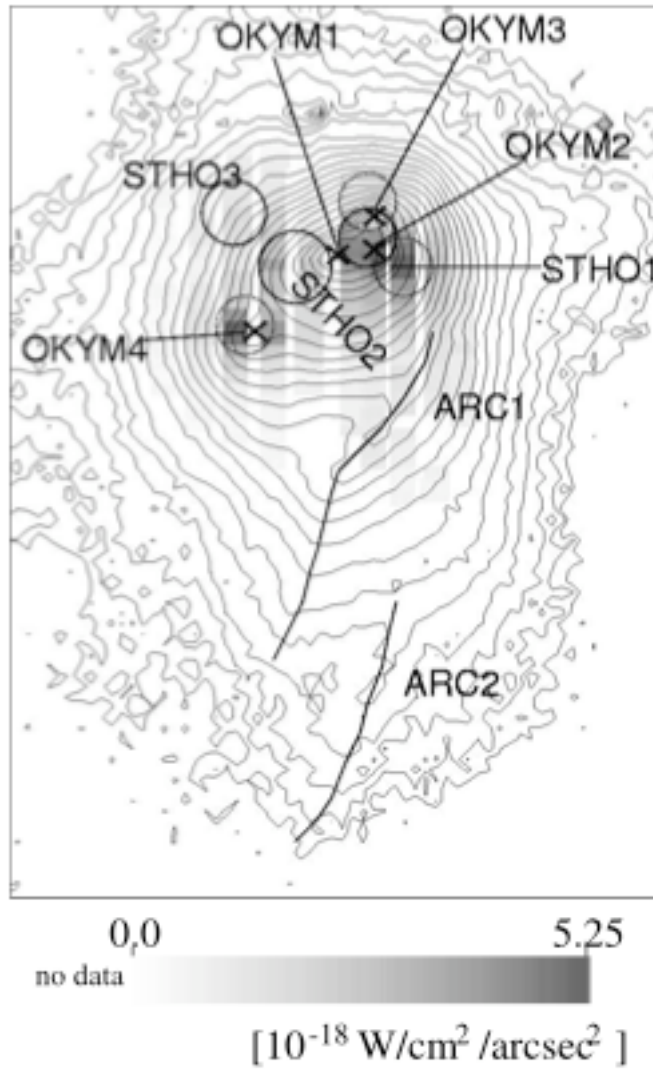 OKYM1
OKYM3
OKYM2
STHO3
STHO1
STHO2
OKYM4
ARC1
ARC2
0.0 5.25
no data
[10⁻¹⁸ W/cm² /arcsec² ]